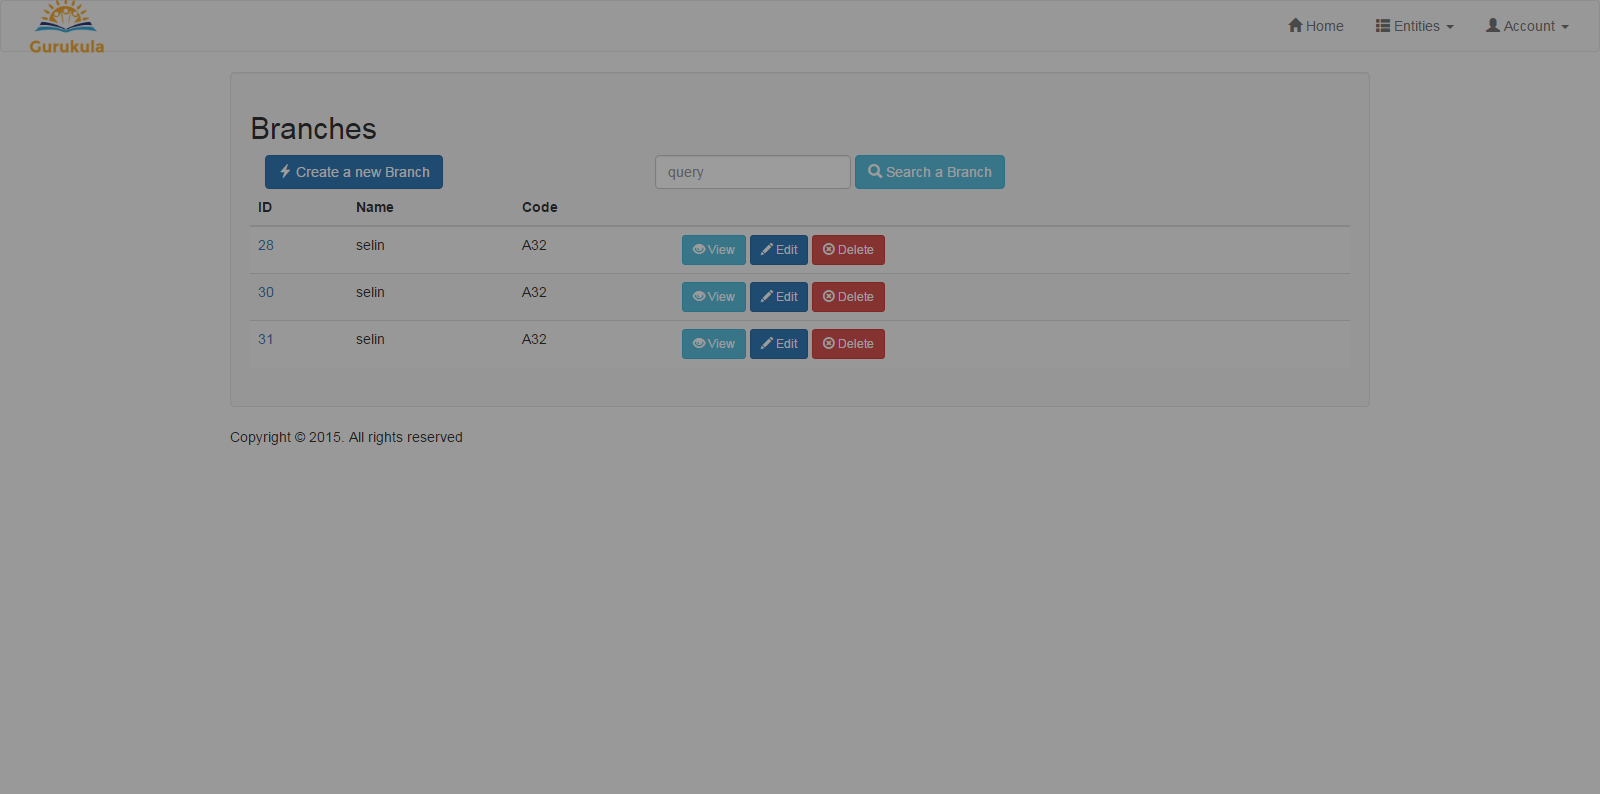 Gurukula
Home Entities Account
Branches
Create a new Branch query Search a Branch
ID Name Code
28 selin A32 View Edit Delete
30 selin A32 View Edit Delete
31 selin A32 View Edit Delete
Copyright © 2015. All rights reserved